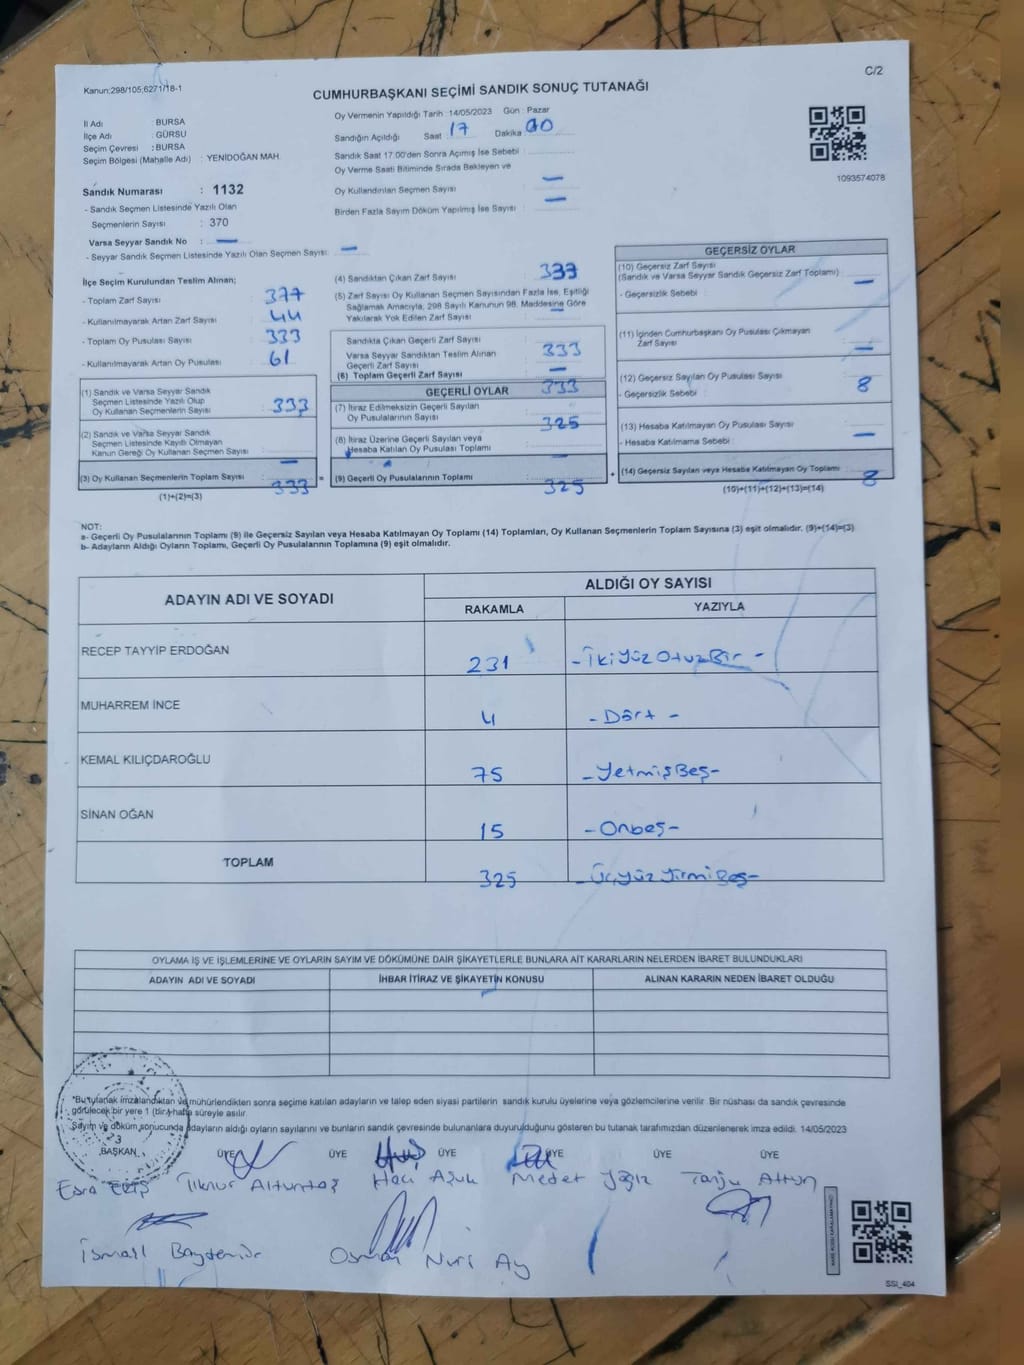 Kanun:298/105;6271/18-1
C/2
CUMHURBAŞKANI SEÇİMİ SANDIK SONUÇ TUTANAĞI
İl Adı BURSA
İlçe Adı GÜRSU
Seçim Çevresi : BURSA
Seçim Bölgesi (Mahalle Adı) : YENİDOĞAN MAH
Oy Vermenin Yapıldığı Tarih : 14/05/2023 Gün : Pazar
Sandığın Açıldığı Saat : 17 Dakika : 00
Sandık Saat 17:00'den Sonra Açımış İse Sebebi :
Oy Verme Saati Bitiminde Sırada Bekleyen ve
Oy Kullandırılan Seçmen Sayısı : —
Birden Fazla Sayım Döküm Yapılmış İse Sayısı : —
1093574078
Sandık Numarası : 1132
- Sandık Seçmen Listesinde Yazılı Olan
Seçmenlerin Sayısı : 370
Varsa Seyyar Sandık No : —
- Seyyar Sandık Seçmen Listesinde Yazılı Olan Seçmen Sayısı : —
İlçe Seçim Kurulundan Teslim Alınan;
- Toplam Zarf Sayısı : 377
- Kullanılmayarak Artan Zarf Sayısı : 44
- Toplam Oy Pusulası Sayısı : 333
- Kullanılmayarak Artan Oy Pusulası : 61
(1) Sandık ve Varsa Seyyar Sandık
Seçmen Listesinde Yazılı Olup
Oy Kullanan Seçmenlerin Sayısı : 333
(2) Sandık ve Varsa Seyyar Sandık
Seçmen Listesinde Kayıtlı Olmayan
Kanun Gereği Oy Kullanan Seçmen Sayısı : —
(3) Oy Kullanan Seçmenlerin Toplam Sayısı : 333
(1)+(2)=(3)
(4) Sandıktan Çıkan Zarf Sayısı : 333
(5) Zarf Sayısı Oy Kullanan Seçmen Sayısından Fazla İse, Eşitliği
Sağlamak Amacıyla, 298 Sayılı Kanunun 98. Maddesine Göre
Yakılarak Yok Edilen Zarf Sayısı : —
Sandıkta Çıkan Geçerli Zarf Sayısı : 333
Varsa Seyyar Sandıktan Teslim Alınan
Geçerli Zarf Sayısı : —
(6) Toplam Geçerli Zarf Sayısı : 333
GEÇERLİ OYLAR
(7) İtiraz Edilmeksizin Geçerli Sayılan
Oy Pusulalarının Sayısı : 325
(8) İtiraz Üzerine Geçerli Sayılan veya
Hesaba Katılan Oy Pusulası Toplamı : —
(9) Geçerli Oy Pusulalarının Toplamı : 325
GEÇERSİZ OYLAR
(10) Geçersiz Zarf Sayısı
(Sandık ve Varsa Seyyar Sandık Geçersiz Zarf Toplamı) : —
- Geçersizlik Sebebi :
(11) İçinden Cumhurbaşkanı Oy Pusulası Çıkmayan
Zarf Sayısı : —
(12) Geçersiz Sayılan Oy Pusulası Sayısı : 8
- Geçersizlik Sebebi :
(13) Hesaba Katılmayan Oy Pusulası Sayısı : —
- Hesaba Katılmama Sebebi :
(14) Geçersiz Sayılan veya Hesaba Katılmayan Oy Toplamı : 8
(10)+(11)+(12)+(13)=(14)
NOT:
a- Geçerli Oy Pusulalarının Toplamı (9) ile Geçersiz Sayılan veya Hesaba Katılmayan Oy Toplamı (14) Toplamları, Oy Kullanan Seçmenlerin Toplam Sayısına (3) eşit olmalıdır. (9)+(14)=(3)
b- Adayların Aldığı Oyların Toplamı, Geçerli Oy Pusulalarının Toplamına (9) eşit olmalıdır.
ADAYIN ADI VE SOYADI ALDIĞI OY SAYISI
RAKAMLA YAZIYLA
RECEP TAYYİP ERDOĞAN 231 - İkiyüz Otuz Bir -
MUHARREM İNCE 4 - Dört -
KEMAL KILIÇDAROĞLU 75 - Yetmiş Beş -
SİNAN OĞAN 15 - Onbeş -
TOPLAM 325 - Üçyüz Yirmi Beş -
OYLAMA İŞ VE İŞLEMLERİNE VE OYLARIN SAYIM VE DÖKÜMÜNE DAİR ŞİKAYETLERLE BUNLARA AİT KARARLARIN NELERDEN İBARET BULUNDUKLARI
ADAYIN ADI VE SOYADI İHBAR İTİRAZ VE ŞİKAYETİN KONUSU ALINAN KARARIN NEDEN İBARET OLDUĞU
*Bu tutanak imzalandıktan ve mühürlendikten sonra seçime katılan adayların ve talep eden siyasi partilerin sandık kurulu üyelerine veya gözlemcilerine verilir. Bir nüshası da sandık çevresinde
görülecek bir yere 1 (bir) hafta süreyle asılır.
Sayım ve döküm sonucunda adayların aldığı oyların sayılarını ve bunların sandık çevresinde bulunanlara duyurulduğunu gösteren bu tutanak tarafımızdan düzenlenerek imza edildi. 14/05/2023
BAŞKAN ÜYE ÜYE ÜYE ÜYE ÜYE ÜYE
Esra İlknur Altuntaş Hacı Aşuk Medet Yağız Tanju Altun
İsmail Baydemir Osman Nuri Ay
SSI_404